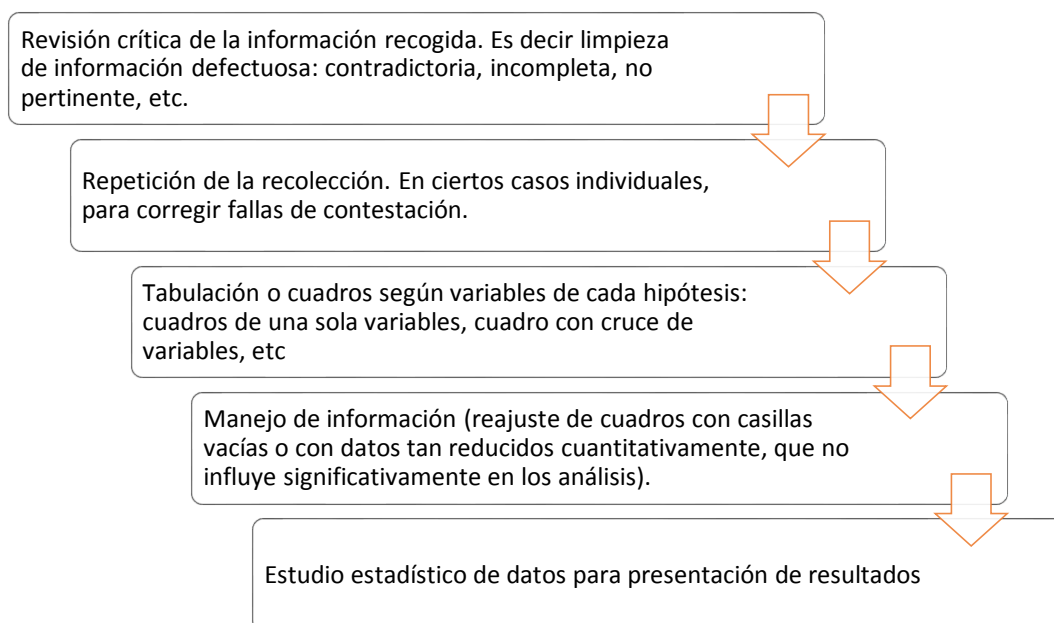 Revisión crítica de la información recogida. Es decir limpieza
de información defectuosa: contradictoria, incompleta, no
pertinente, etc.
Repetición de la recolección. En ciertos casos individuales,
para corregir fallas de contestación.
Tabulación o cuadros según variables de cada hipótesis:
cuadros de una sola variables, cuadro con cruce de
variables, etc
Manejo de información (reajuste de cuadros con casillas
vacías o con datos tan reducidos cuantitativamente, que no
influye significativamente en los análisis).
Estudio estadístico de datos para presentación de resultados